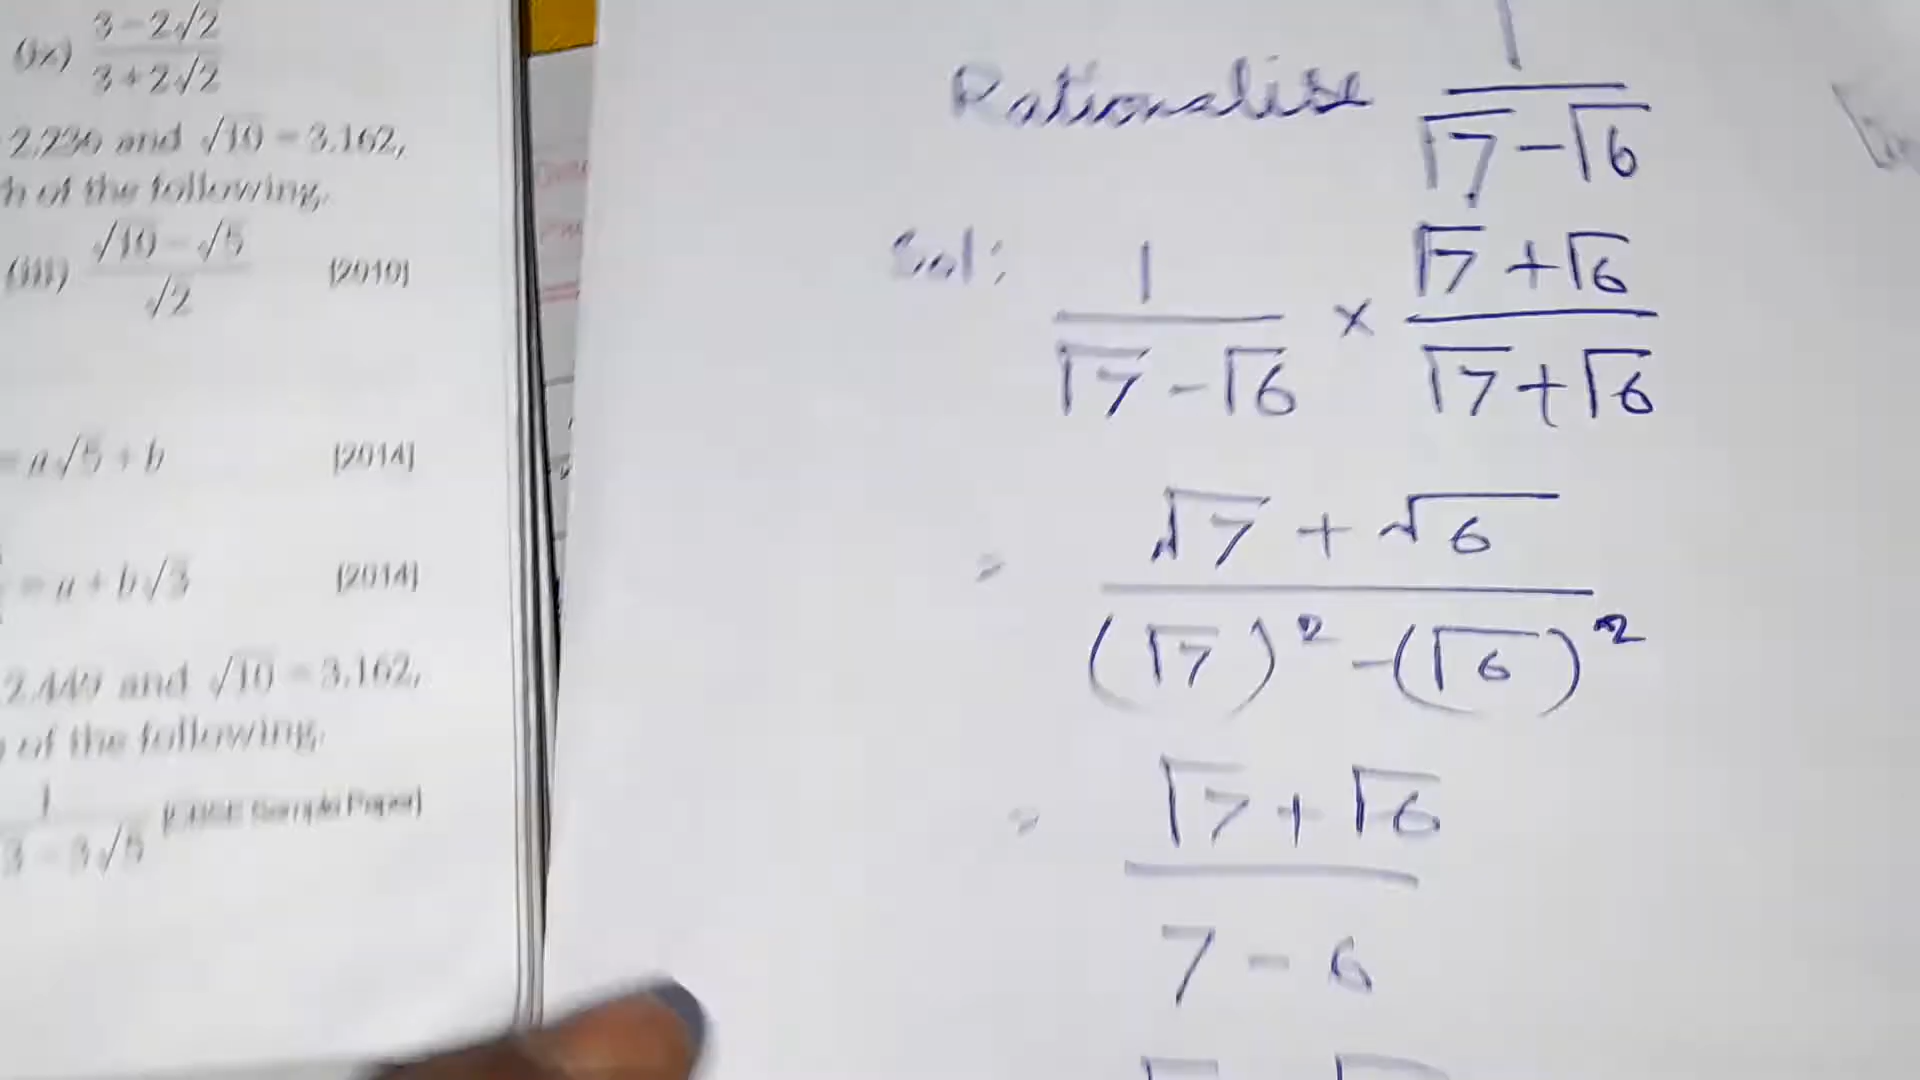 (ix) 3-2√2 / 3+2√2
2.236 and √10 = 3.162,
h of the following,
(iii) √10-√5 / √2 [2010]
= a√5 + b [2014]
= a + b√3 [2014]
2.449 and √10 = 3.162,
of the following.
1 / 3-3√5 [CBSE Sample Paper]
Rationalise 1 / √7-√6
Sol: 1 / √7-√6 × √7+√6 / √7+√6
= √7+√6 / (√7)²-(√6)²
= √7+√6 / 7-6